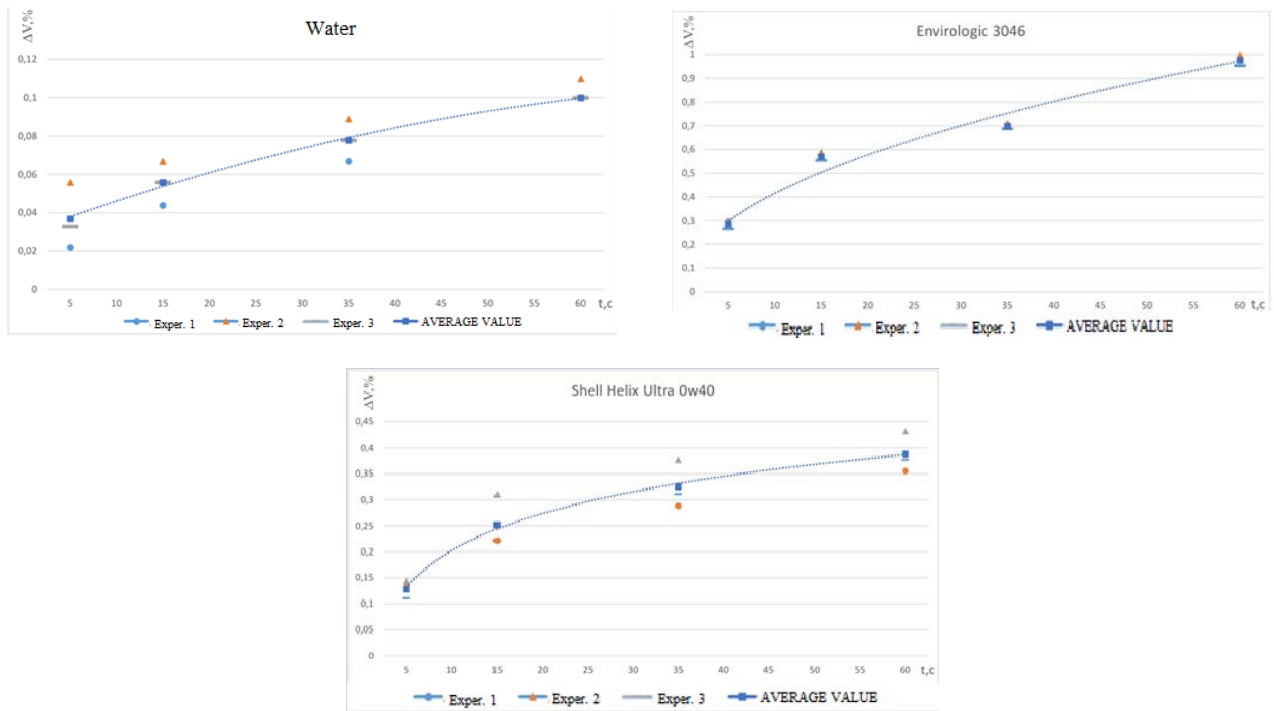 Water
ΔV,%
0,12
0,1
0,08
0,06
0,04
0,02
0
5 10 15 20 25 30 35 40 45 50 55 60 t,c
Exper. 1 Exper. 2 Exper. 3 AVERAGE VALUE
Envirologic 3046
ΔV,%
1
0,9
0,8
0,7
0,6
0,5
0,4
0,3
0,2
0,1
0
5 10 15 20 25 30 35 40 45 50 55 60 t,c
Exper. 1 Exper. 2 Exper. 3 AVERAGE VALUE
Shell Helix Ultra 0w40
ΔV,%
0,45
0,4
0,35
0,3
0,25
0,2
0,15
0,1
0,05
0
5 10 15 20 25 30 35 40 45 50 55 60 t,c
Exper. 1 Exper. 2 Exper. 3 AVERAGE VALUE